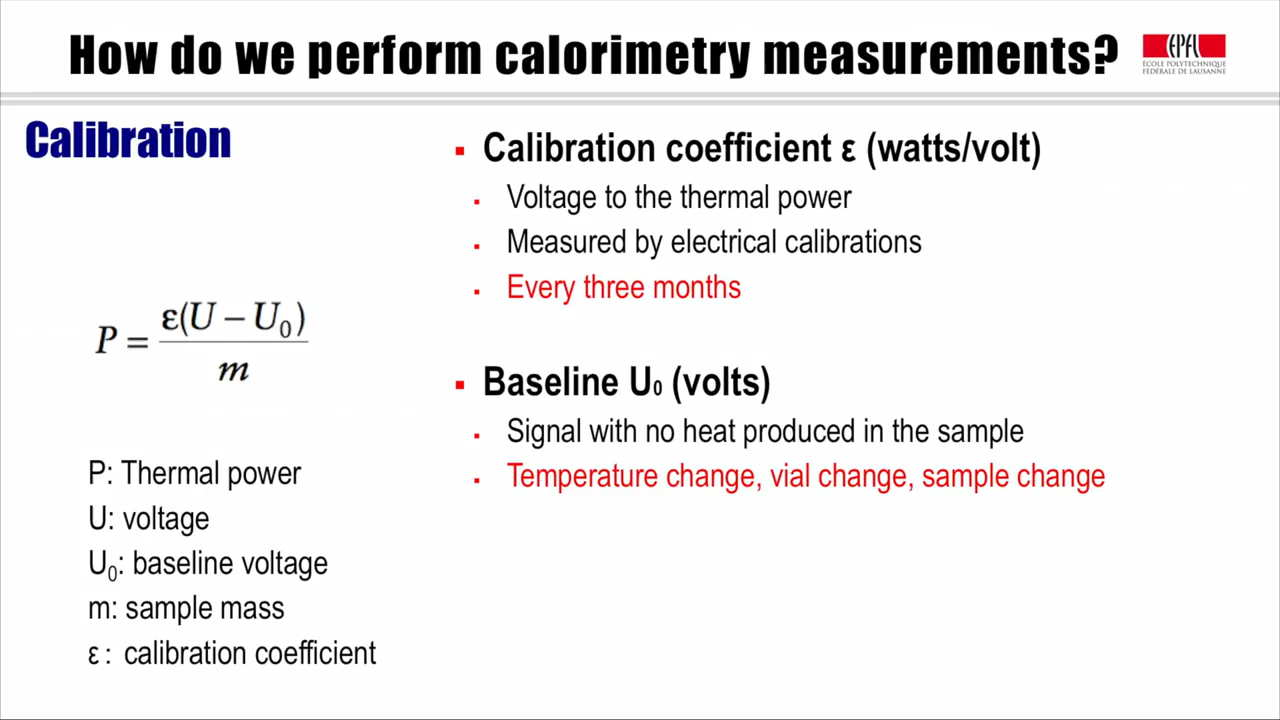 How do we perform calorimetry measurements?
EPFL
ÉCOLE POLYTECHNIQUE
FÉDÉRALE DE LAUSANNE
Calibration
P = ε(U – U₀) / m
P: Thermal power
U: voltage
U₀: baseline voltage
m: sample mass
ε : calibration coefficient
▪ Calibration coefficient ε (watts/volt)
▪ Voltage to the thermal power
▪ Measured by electrical calibrations
▪ Every three months
▪ Baseline U₀ (volts)
▪ Signal with no heat produced in the sample
▪ Temperature change, vial change, sample change